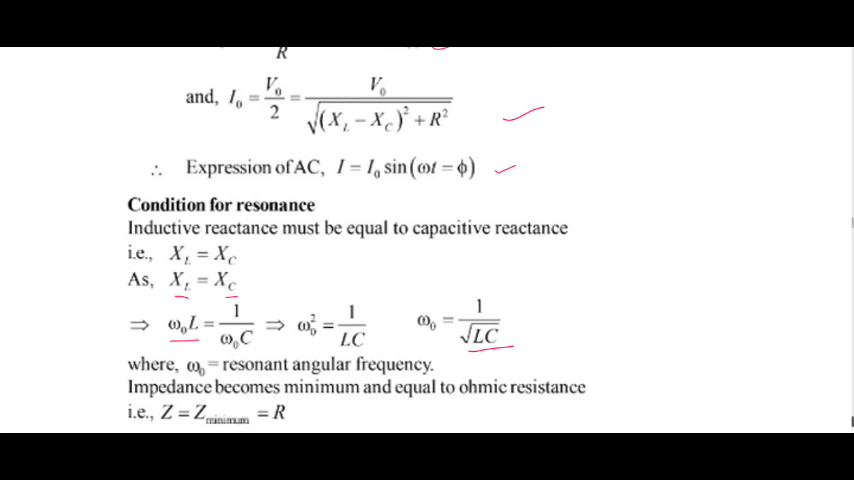 R
and, I₀ = V₀/2 = V₀/√((X_L − X_C)² + R²)
∴ Expression of AC, I = I₀ sin(ωt = ϕ)
Condition for resonance
Inductive reactance must be equal to capacitive reactance
i.e., X_L = X_C
As, X_L = X_C
⇒ ω₀L = 1/ω₀C ⇒ ω₀² = 1/LC ω₀ = 1/√LC
where, ω₀ = resonant angular frequency.
Impedance becomes minimum and equal to ohmic resistance
i.e., Z = Z_minimum = R